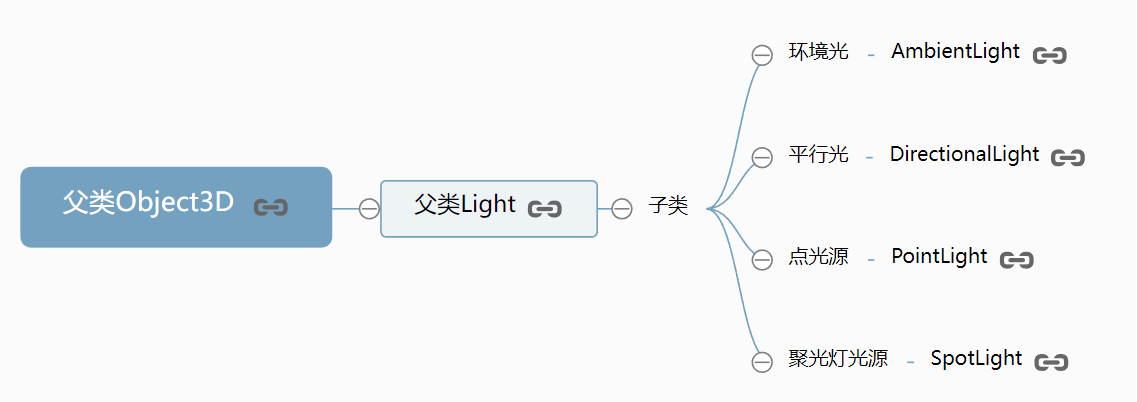 父类Object3D
父类Light
子类
环境光 - AmbientLight
平行光 - DirectionalLight
点光源 - PointLight
聚光灯光源 - SpotLight